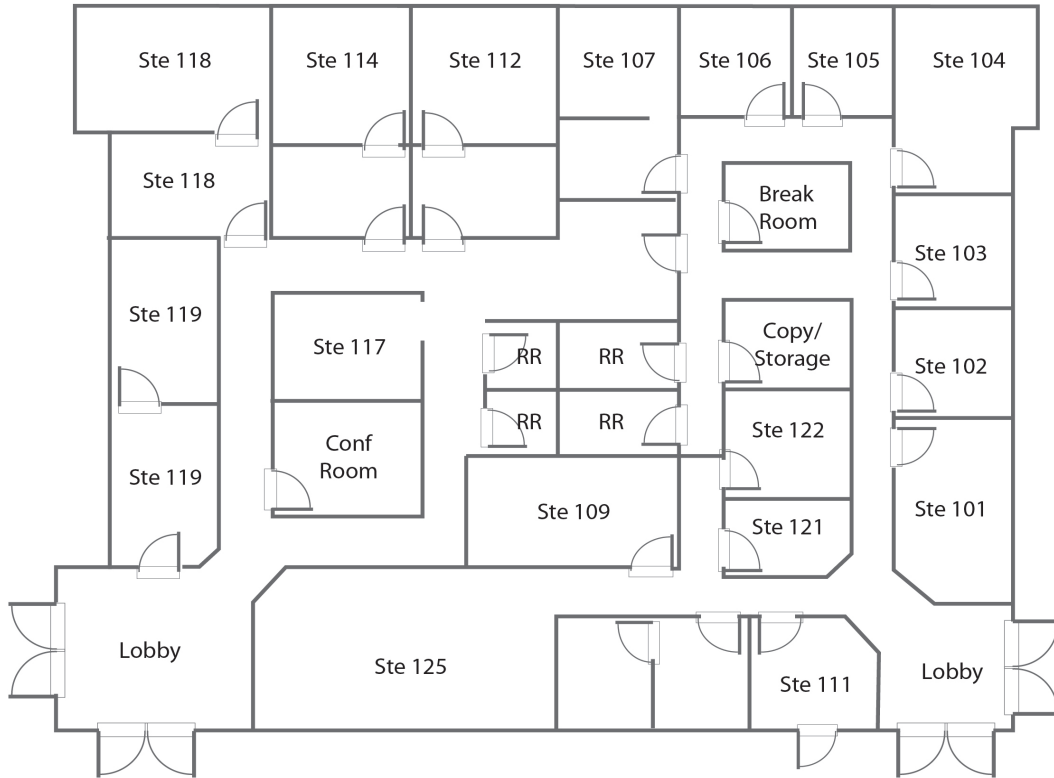 Ste 118
Ste 114
Ste 112
Ste 107
Ste 106
Ste 105
Ste 104
Ste 118
Break
Room
Ste 103
Ste 119
Ste 117
RR
RR
Copy/
Storage
Ste 102
RR
RR
Ste 122
Conf
Room
Ste 119
Ste 109
Ste 121
Ste 101
Lobby
Ste 125
Ste 111
Lobby